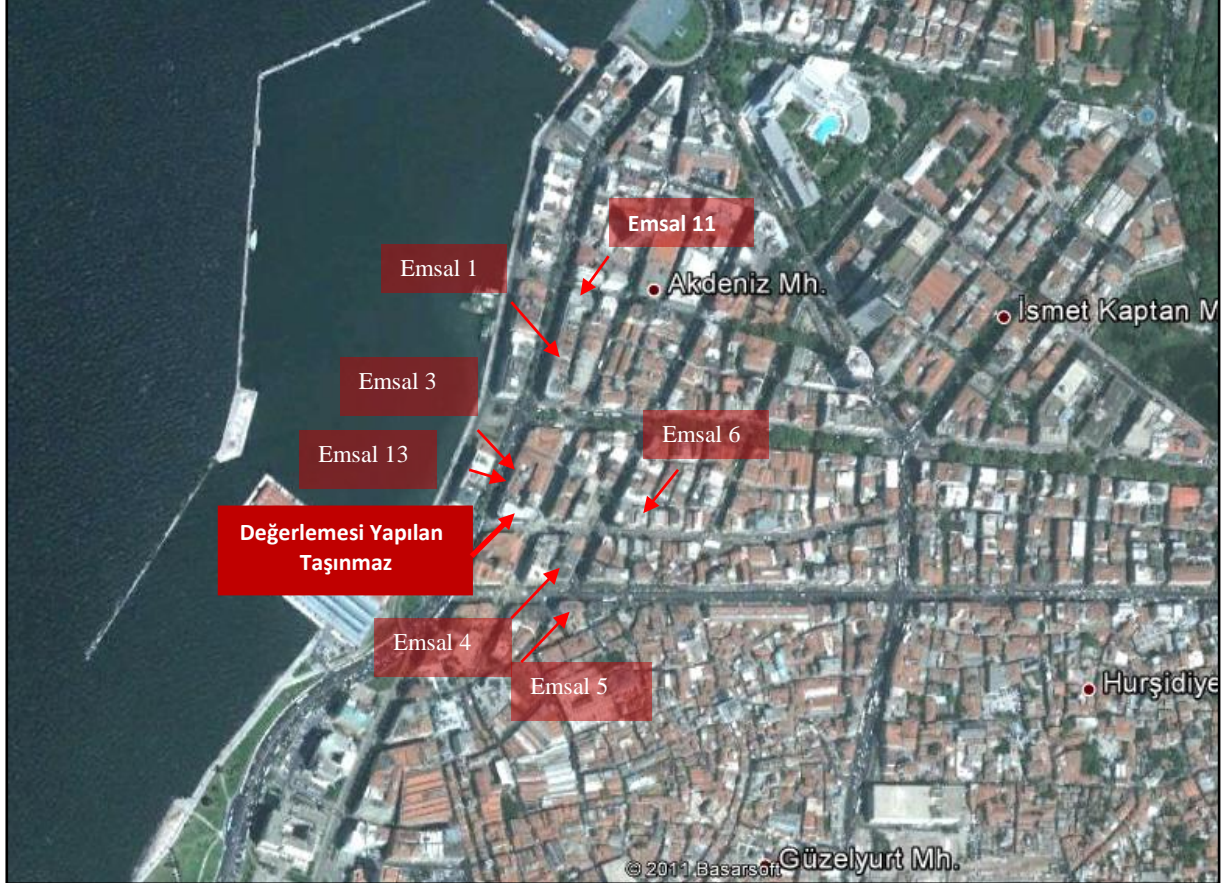 Emsal 11
Emsal 1
Akdeniz Mh.
İsmet Kaptan M
Emsal 3
Emsal 6
Emsal 13
Değerlemesi Yapılan
Taşınmaz
Emsal 4
Emsal 5
Hurşidiye
Güzelyurt Mh.
© 2011 Basarsoft